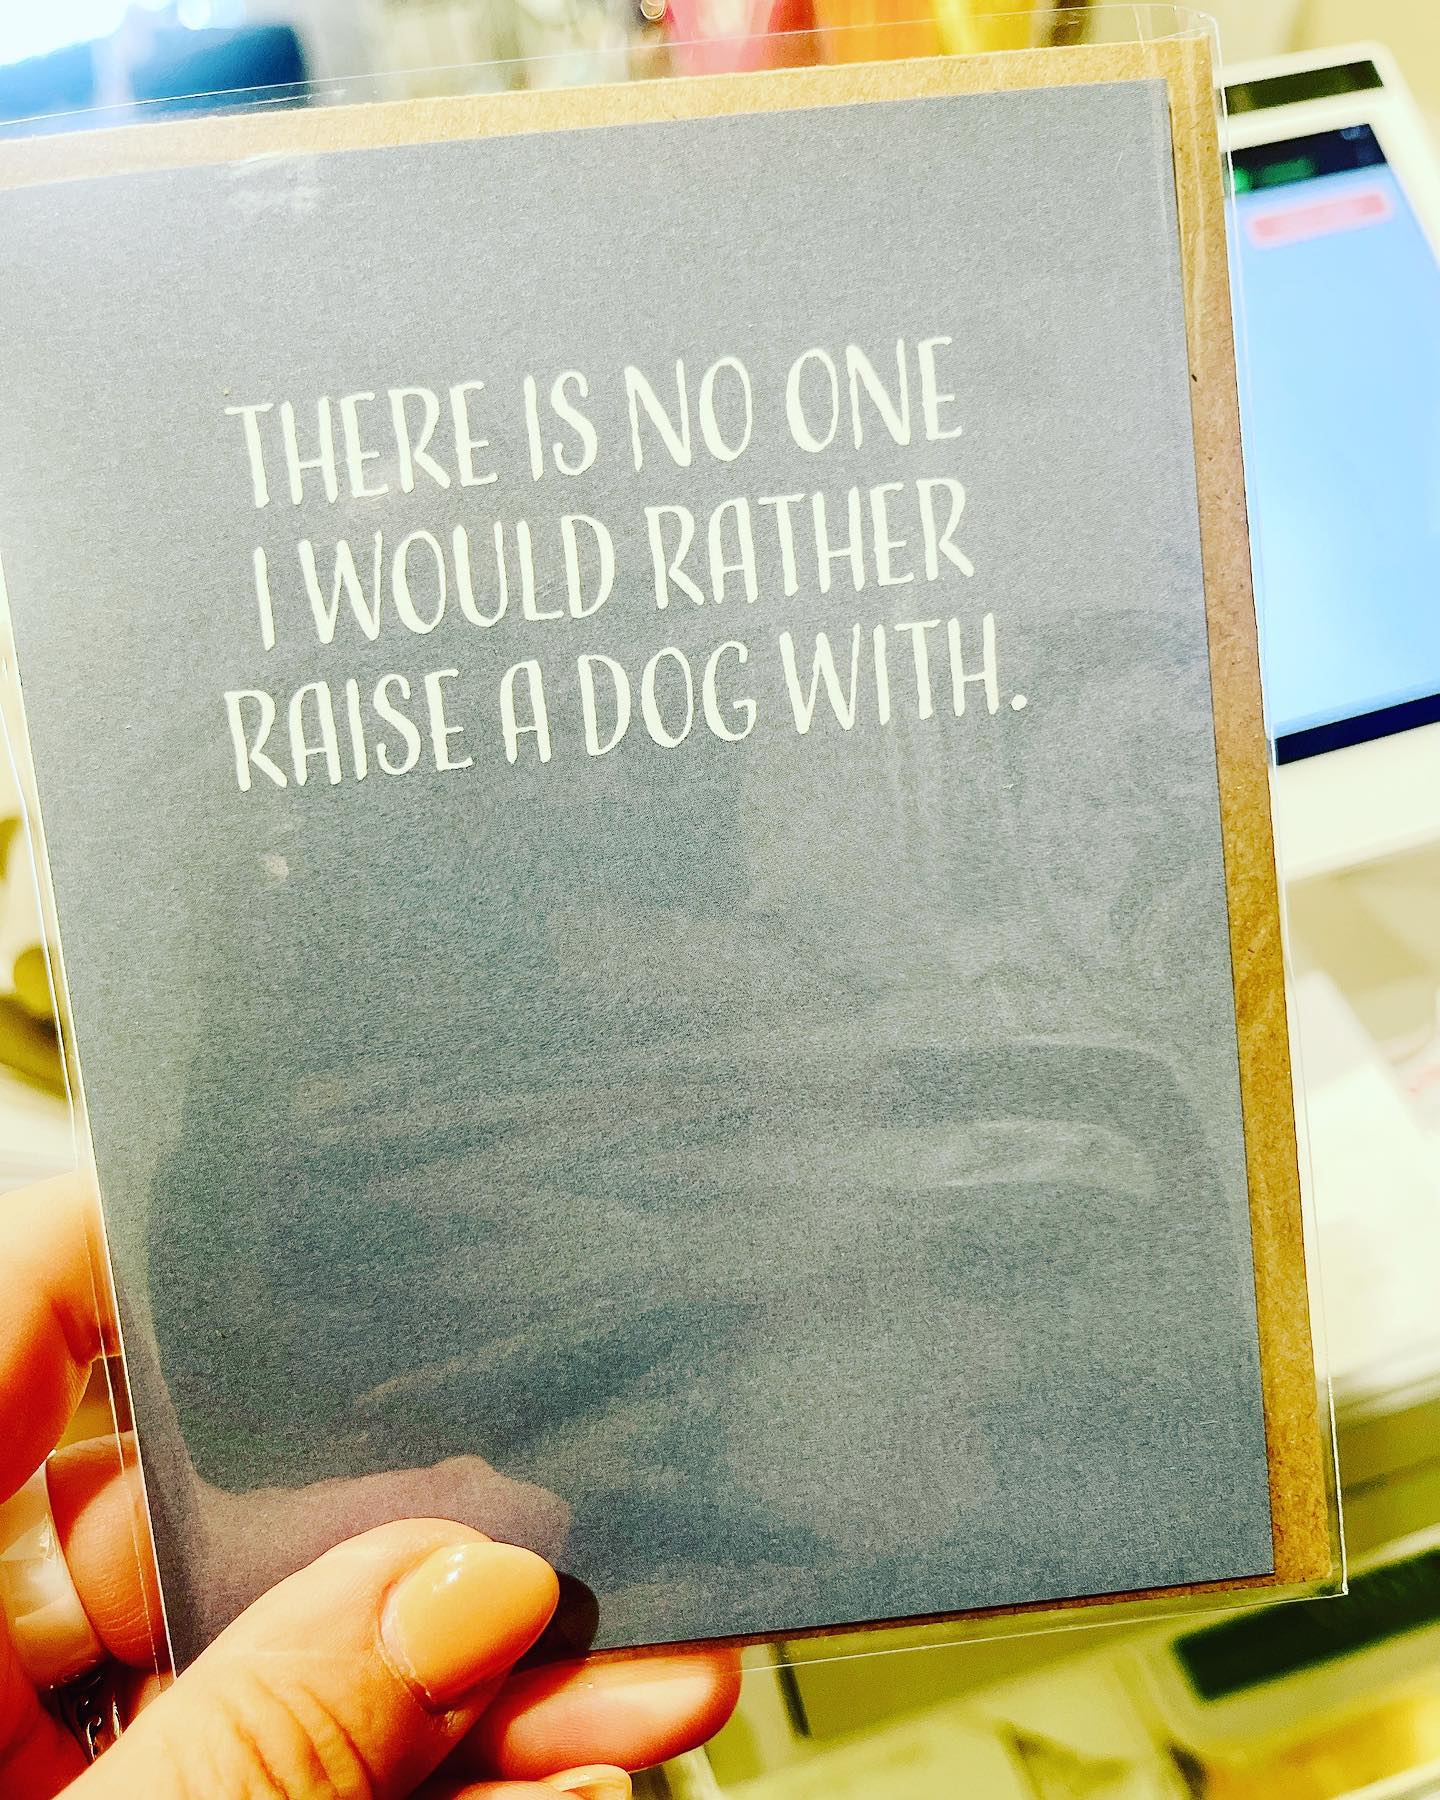 THERE IS NO ONE
I WOULD RATHER
RAISE A DOG WITH.